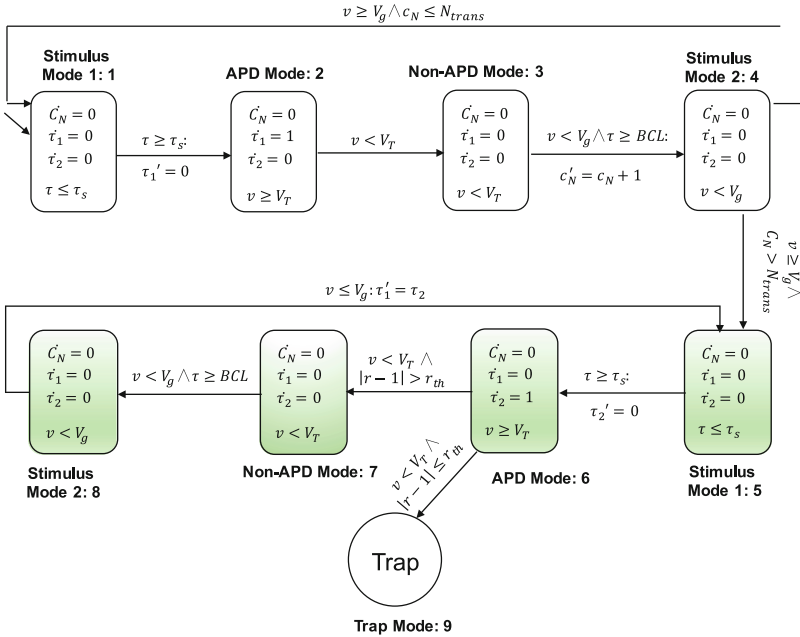 v ≥ V_g ∧ c_N ≤ N_trans
Stimulus
Mode 1: 1
Ċ_N = 0
τ̇_1 = 0
τ̇_2 = 0
τ ≤ τ_s
τ ≥ τ_s:
τ_1′ = 0
APD Mode: 2
Ċ_N = 0
τ̇_1 = 1
τ̇_2 = 0
v ≥ V_T
v < V_T
Non-APD Mode: 3
Ċ_N = 0
τ̇_1 = 0
τ̇_2 = 0
v < V_T
v < V_g ∧ τ ≥ BCL:
c′_N = c_N + 1
Stimulus
Mode 2: 4
Ċ_N = 0
τ̇_1 = 0
τ̇_2 = 0
v < V_g
v ≥ V_g ∧
C_N > N_trans
v ≤ V_g: τ′_1 = τ_2
Ċ_N = 0
τ̇_1 = 0
τ̇_2 = 0
v < V_g
Stimulus
Mode 2: 8
v < V_g ∧ τ ≥ BCL
Ċ_N = 0
τ̇_1 = 0
τ̇_2 = 0
v < V_T
Non-APD Mode: 7
v < V_T ∧
|r − 1| > r_th
Ċ_N = 0
τ̇_1 = 0
τ̇_2 = 1
v ≥ V_T
APD Mode: 6
τ ≥ τ_s:
τ_2′ = 0
Ċ_N = 0
τ̇_1 = 0
τ̇_2 = 0
τ ≤ τ_s
Stimulus
Mode 1: 5
v < V_T ∧
|r − 1| ≤ r_th
Trap
Trap Mode: 9